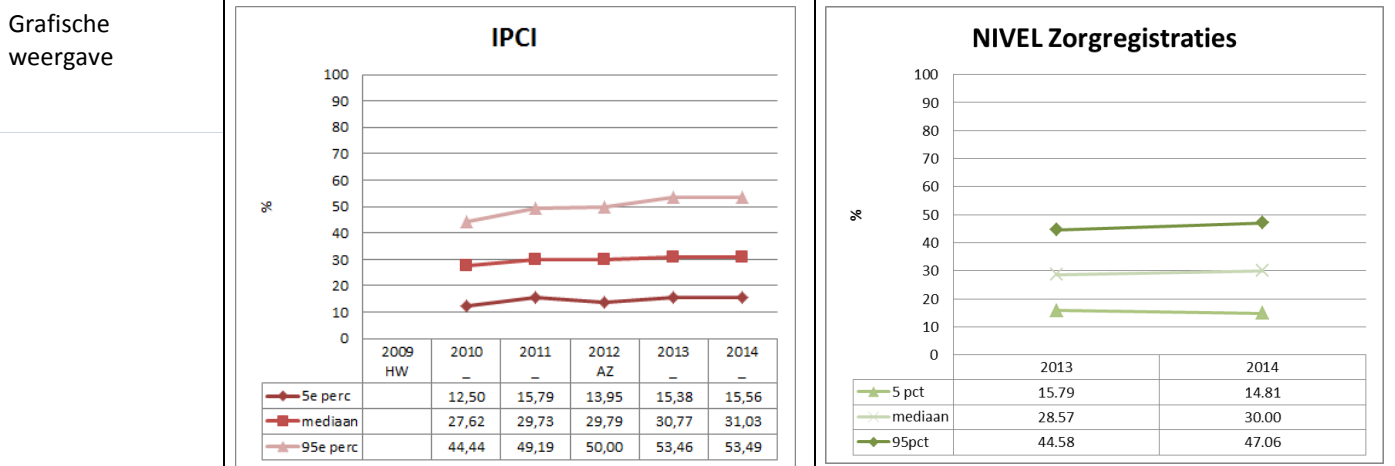 Grafische
weergave
IPCI
100
90
80
70
60
50
40
30
20
10
0
%
2009 2010 2011 2012 2013 2014
HW _ _ AZ _ _
5e perc 12,50 15,79 13,95 15,38 15,56
mediaan 27,62 29,73 29,79 30,77 31,03
95e perc 44,44 49,19 50,00 53,46 53,49
NIVEL Zorgregistraties
100
90
80
70
60
50
40
30
20
10
0
%
2013 2014
5 pct 15.79 14.81
mediaan 28.57 30.00
95pct 44.58 47.06